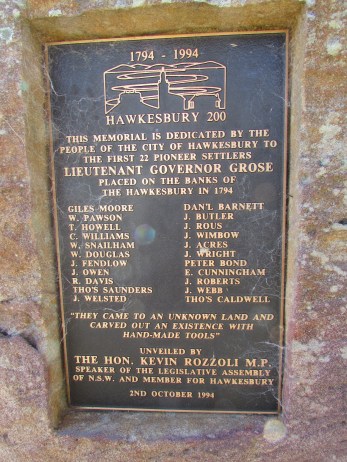 1794 - 1994
HAWKESBURY 200
THIS MEMORIAL IS DEDICATED BY THE
PEOPLE OF THE CITY OF HAWKESBURY TO
THE FIRST 22 PIONEER SETTLERS
LIEUTENANT GOVERNOR GROSE
PLACED ON THE BANKS OF
THE HAWKESBURY IN 1794
GILES MOORE
W. PAWSON
T. HOWELL
C. WILLIAMS
W. SNAILHAM
W. DOUGLAS
J. FENDLOW
J. OWEN
R. DAVIS
THO'S SAUNDERS
J. WELSTED
DAN'L BARNETT
J. BUTLER
J. ROUS
J. WIMBOW
J. ACRES
J. WRIGHT
PETER BOND
E. CUNNINGHAM
J. ROBERTS
J. WEBB
THO'S CALDWELL
"THEY CAME TO AN UNKNOWN LAND AND
CARVED OUT AN EXISTENCE WITH
HAND-MADE TOOLS"
UNVEILED BY
THE HON. KEVIN ROZZOLI M.P.
SPEAKER OF THE LEGISLATIVE ASSEMBLY
OF N.S.W. AND MEMBER FOR HAWKESBURY
2ND OCTOBER 1994